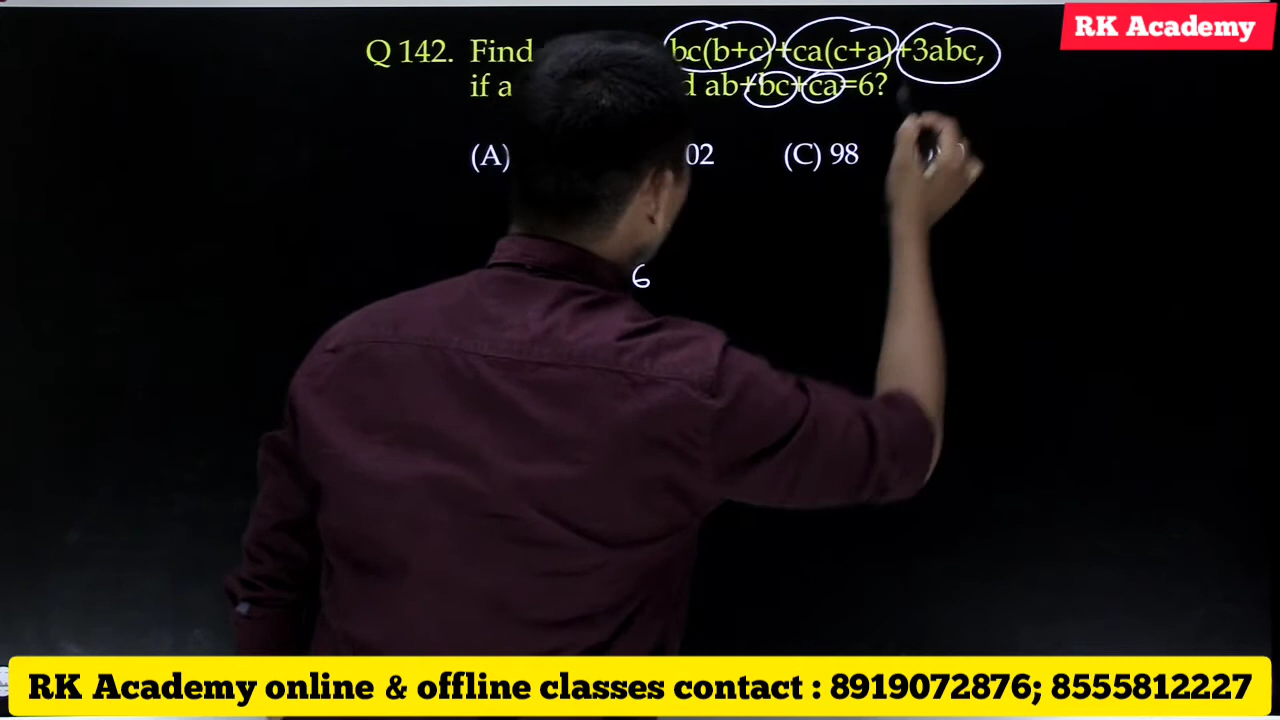 RK Academy
Q 142. Find bc(b+c)+ca(c+a)+3abc,
if a ab+bc+ca=6?
(A) 02 (C) 98
6
RK Academy online & offline classes contact : 8919072876; 8555812227